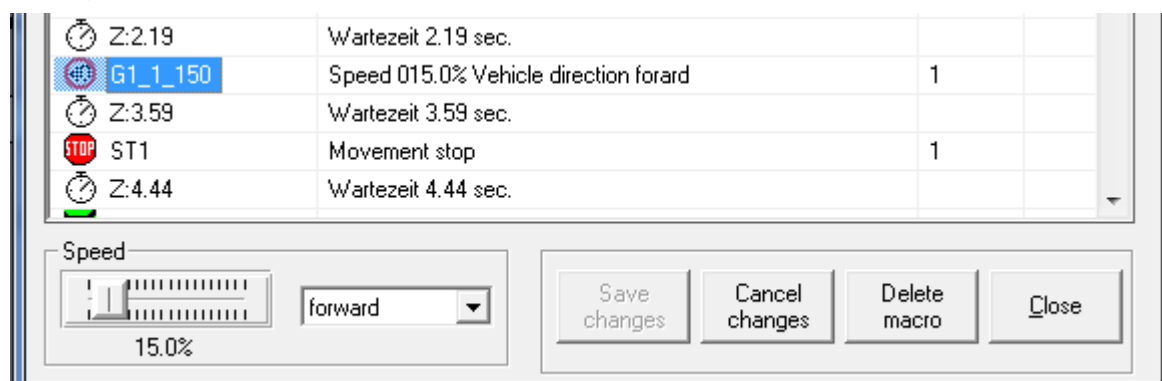 Z:2.19 Wartezeit 2.19 sec.
G1_1_150 Speed 015.0% Vehicle direction forard 1
Z:3.59 Wartezeit 3.59 sec.
STOP ST1 Movement stop 1
Z:4.44 Wartezeit 4.44 sec.
Speed
forward
15.0%
Save changes
Cancel changes
Delete macro
Close